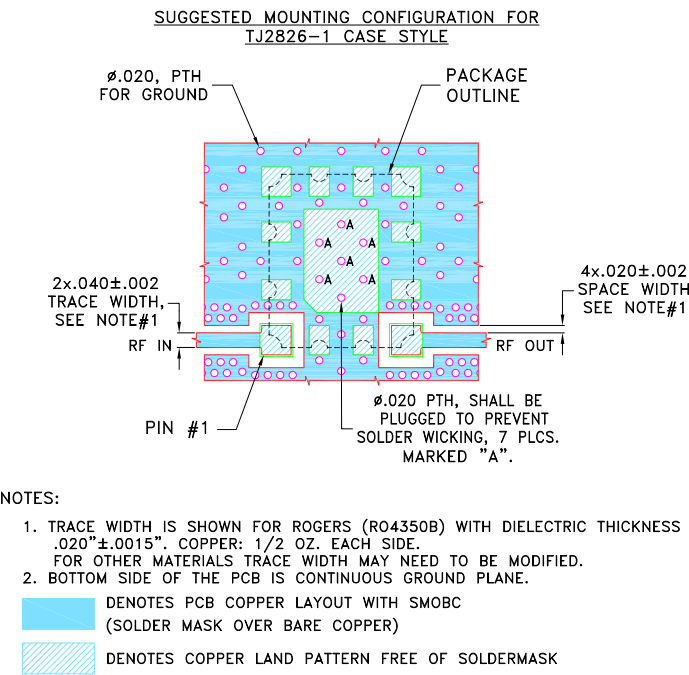 SUGGESTED MOUNTING CONFIGURATION FOR
TJ2826-1 CASE STYLE
Ø.020, PTH
FOR GROUND
PACKAGE
OUTLINE
A
A A
A
A A
2x.040±.002
TRACE WIDTH,
SEE NOTE#1
4x.020±.002
SPACE WIDTH
SEE NOTE#1
RF IN
RF OUT
PIN #1
Ø.020 PTH, SHALL BE
PLUGGED TO PREVENT
SOLDER WICKING, 7 PLCS.
MARKED "A".
NOTES:
1. TRACE WIDTH IS SHOWN FOR ROGERS (RO4350B) WITH DIELECTRIC THICKNESS
.020"±.0015". COPPER: 1/2 OZ. EACH SIDE.
FOR OTHER MATERIALS TRACE WIDTH MAY NEED TO BE MODIFIED.
2. BOTTOM SIDE OF THE PCB IS CONTINUOUS GROUND PLANE.
DENOTES PCB COPPER LAYOUT WITH SMOBC
(SOLDER MASK OVER BARE COPPER)
DENOTES COPPER LAND PATTERN FREE OF SOLDERMASK